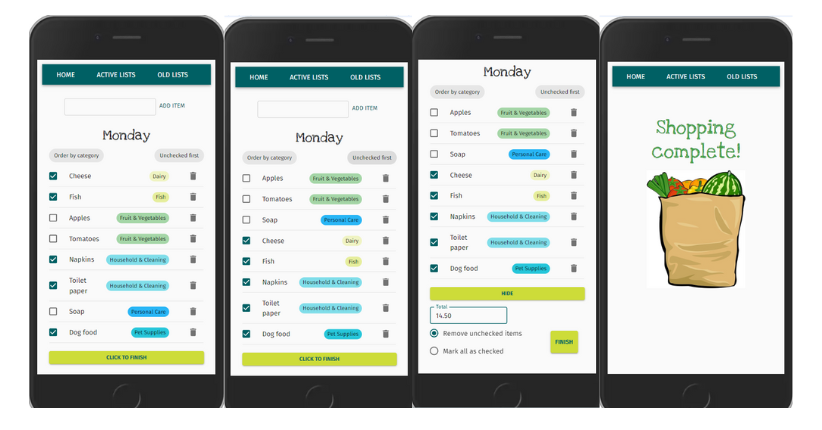 HOME ACTIVE LISTS OLD LISTS
ADD ITEM
Monday
Order by category Unchecked first
Cheese Dairy
Fish Fish
Apples Fruit & Vegetables
Tomatoes Fruit & Vegetables
Napkins Household & Cleaning
Toilet
paper Household & Cleaning
Soap Personal Care
Dog food Pet Supplies
CLICK TO FINISH
HOME ACTIVE LISTS OLD LISTS
ADD ITEM
Monday
Order by category Unchecked first
Apples Fruit & Vegetables
Tomatoes Fruit & Vegetables
Soap Personal Care
Cheese Dairy
Fish Fish
Napkins Household & Cleaning
Toilet
paper Household & Cleaning
Dog food Pet Supplies
CLICK TO FINISH
Monday
Order by category Unchecked first
Apples Fruit & Vegetables
Tomatoes Fruit & Vegetables
Soap Personal Care
Cheese Dairy
Fish Fish
Napkins Household & Cleaning
Toilet
paper Household & Cleaning
Dog food Pet Supplies
HIDE
Total
14.50
Remove unchecked items
Mark all as checked
FINISH
HOME ACTIVE LISTS OLD LISTS
Shopping
complete!